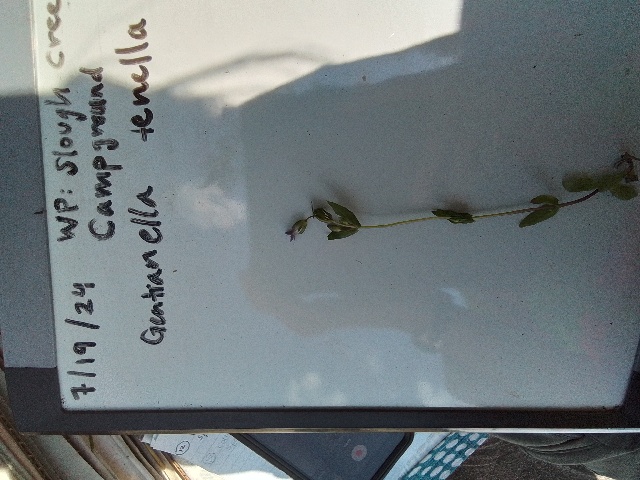 7/19/24 WP: Slough Cree
Campground
Gentianella tenella